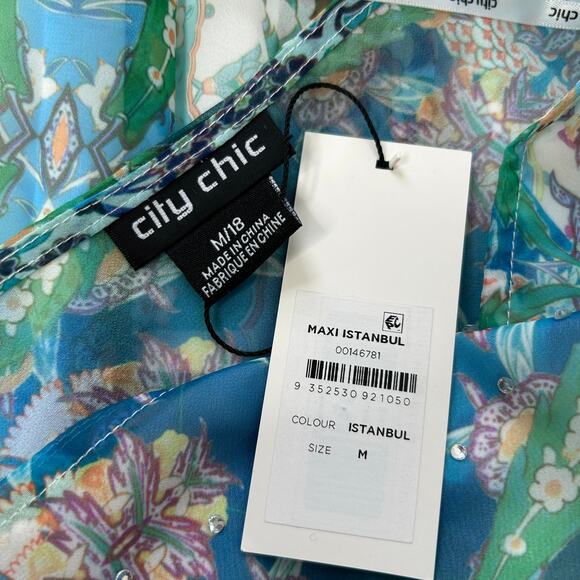 city chic
chic
city chic
M/18
MADE IN CHINA
FABRIQUE EN CHINE
MAXI ISTANBUL
00146781
9 352530 921050
COLOUR ISTANBUL
SIZE M